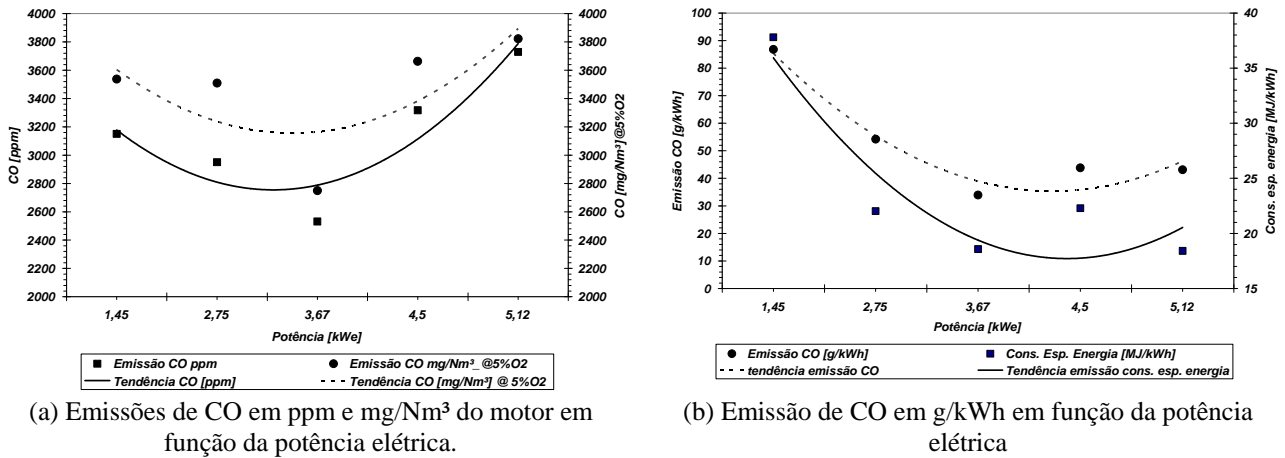 4000
3800
3600
3400
3200
3000
2800
2600
2400
2200
2000
CO [ppm]
4000
3800
3600
3400
3200
3000
2800
2600
2400
2200
2000
CO [mg/Nm³]@5%O2
1,45 2,75 3,67 4,5 5,12
Potência [kWe]
Emissão CO ppm
Emissão CO mg/Nm³_@5%O2
Tendência CO [ppm]
Tendência CO [mg/Nm³] @ 5%O2
(a) Emissões de CO em ppm e mg/Nm³ do motor em
função da potência elétrica.
100
90
80
70
60
50
40
30
20
10
0
Emissão CO [g/kWh]
40
35
30
25
20
15
Cons. esp. energia [MJ/kWh]
1,45 2,75 3,67 4,5 5,12
Potência [kWe]
Emissão CO [g/kWh]
Cons. Esp. Energia [MJ/kWh]
tendência emissão CO
Tendência emissão cons. esp. energia
(b) Emissão de CO em g/kWh em função da potência
elétrica